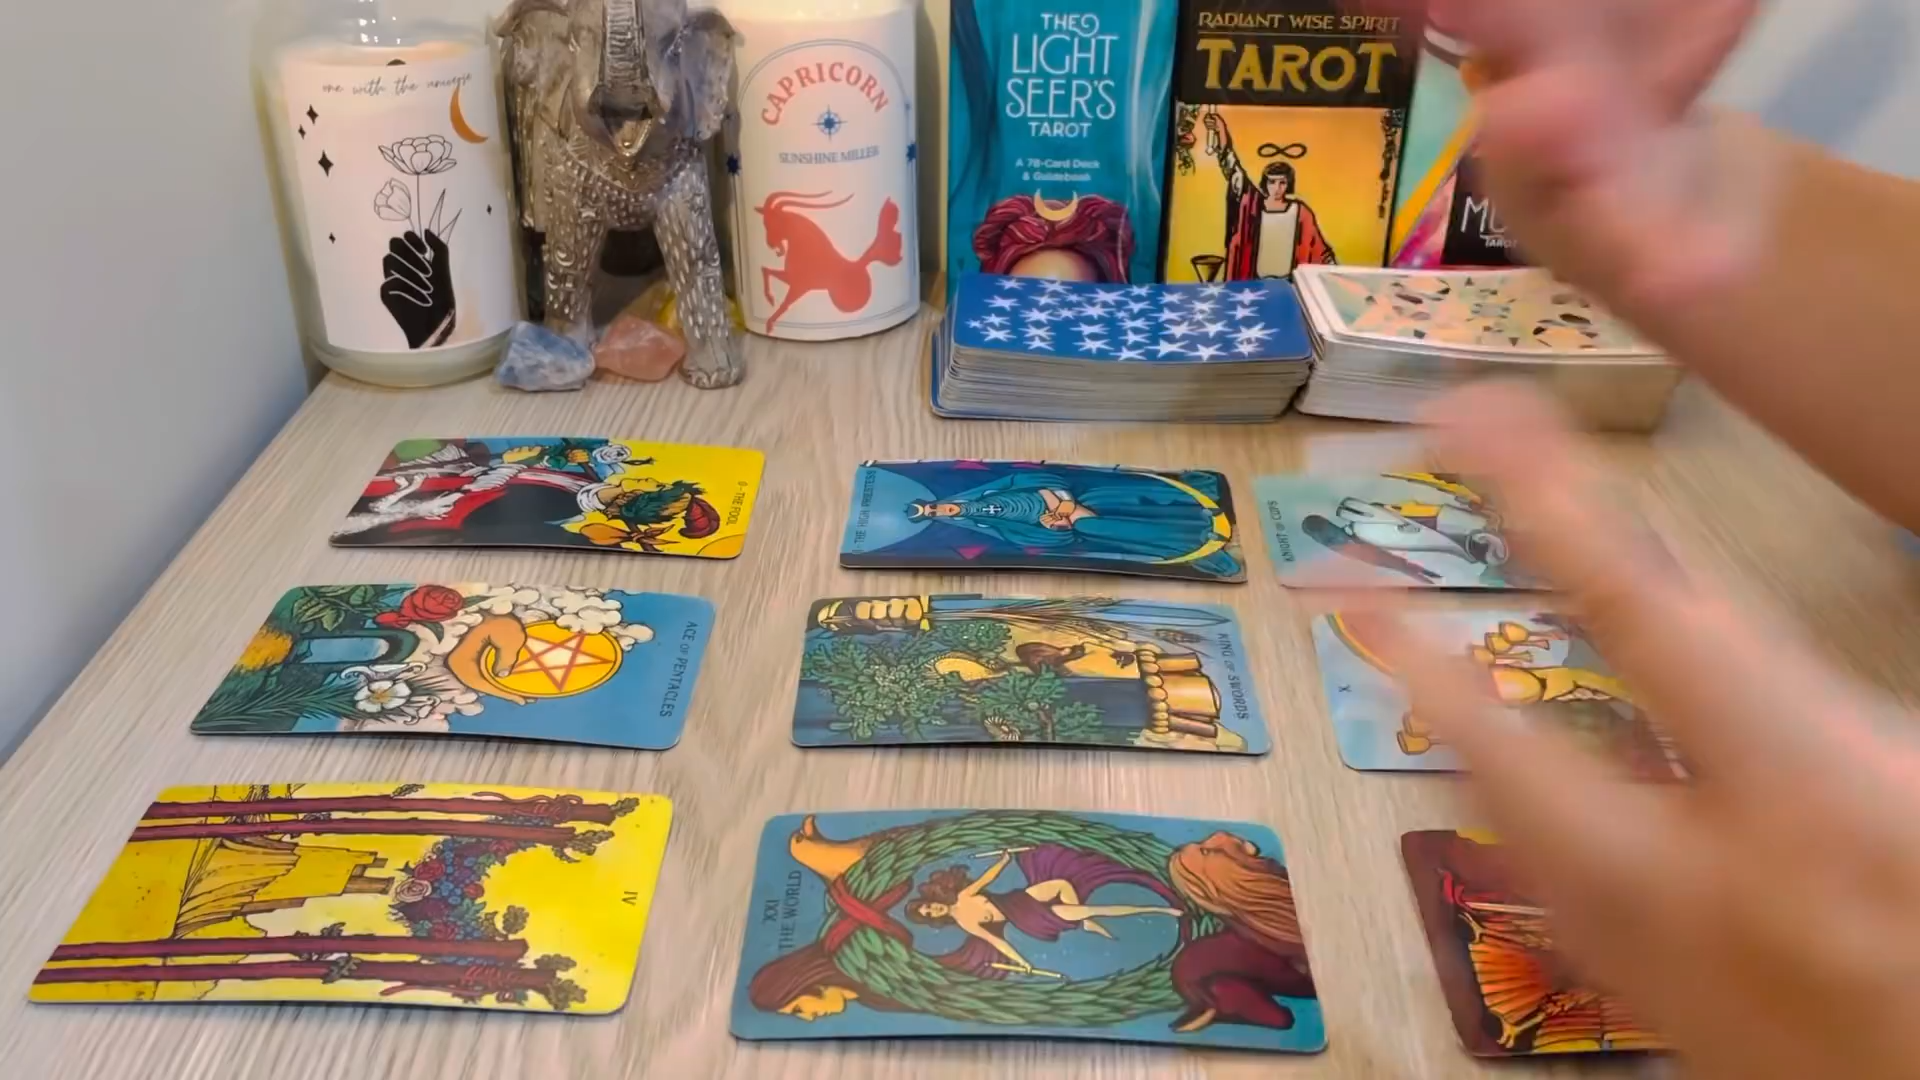 one with the universe
CAPRICORN
SUNSHINE MILLER
THE
LIGHT
SEER'S
TAROT
A 78-Card Deck
& Guidebook
RADIANT WISE SPIRIT
TAROT
TAROT
0 - THE FOOL
THE HIGH PRIESTESS
KNIGHT OF CUPS
ACE OF PENTACLES
KING OF SWORDS
X
IV
XXI
THE WORLD